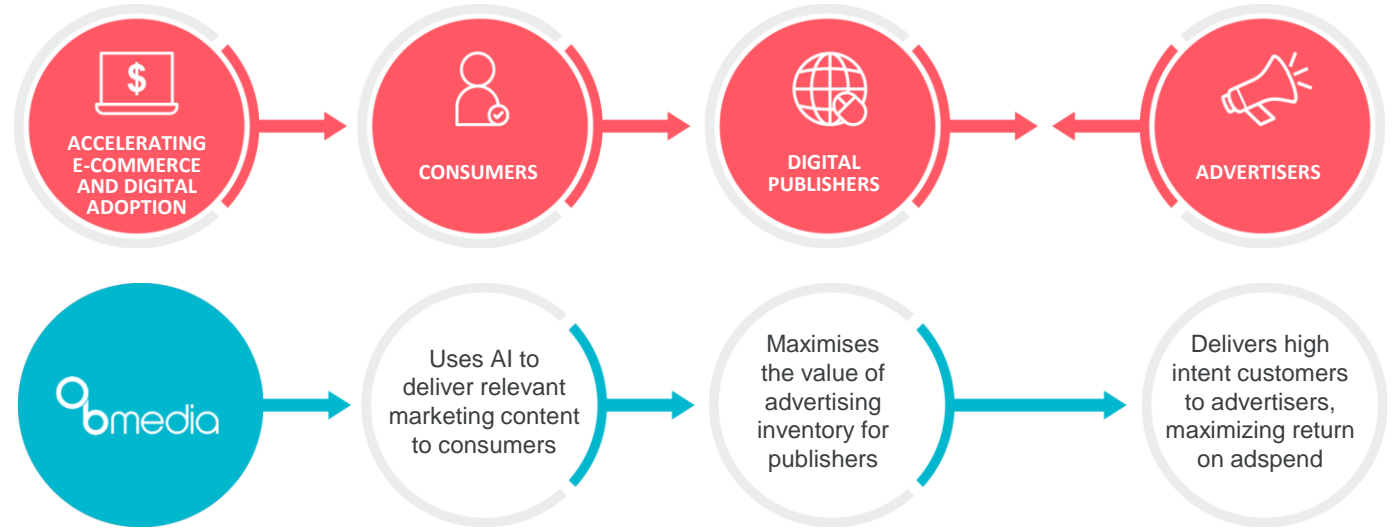 $
ACCELERATING
E-COMMERCE
AND DIGITAL
ADOPTION
CONSUMERS
DIGITAL
PUBLISHERS
ADVERTISERS
obmedia
Uses AI to
deliver relevant
marketing content
to consumers
Maximises
the value of
advertising
inventory for
publishers
Delivers high
intent customers
to advertisers,
maximizing return
on adspend